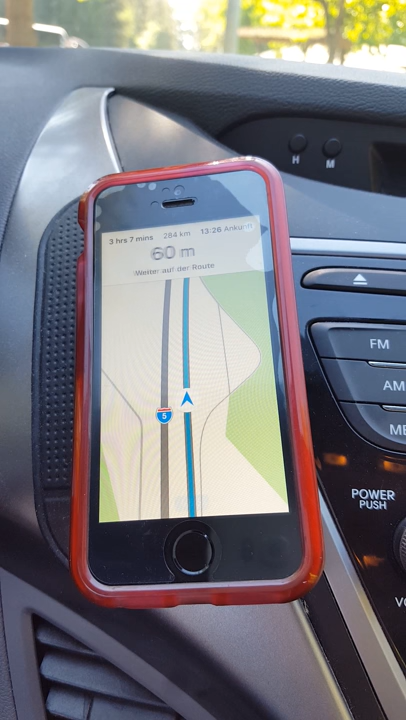 H M
3 hrs 7 mins 284 km 13:26 Ankunft
60 m
Weiter auf der Route
5
FM
AM
POWER
PUSH